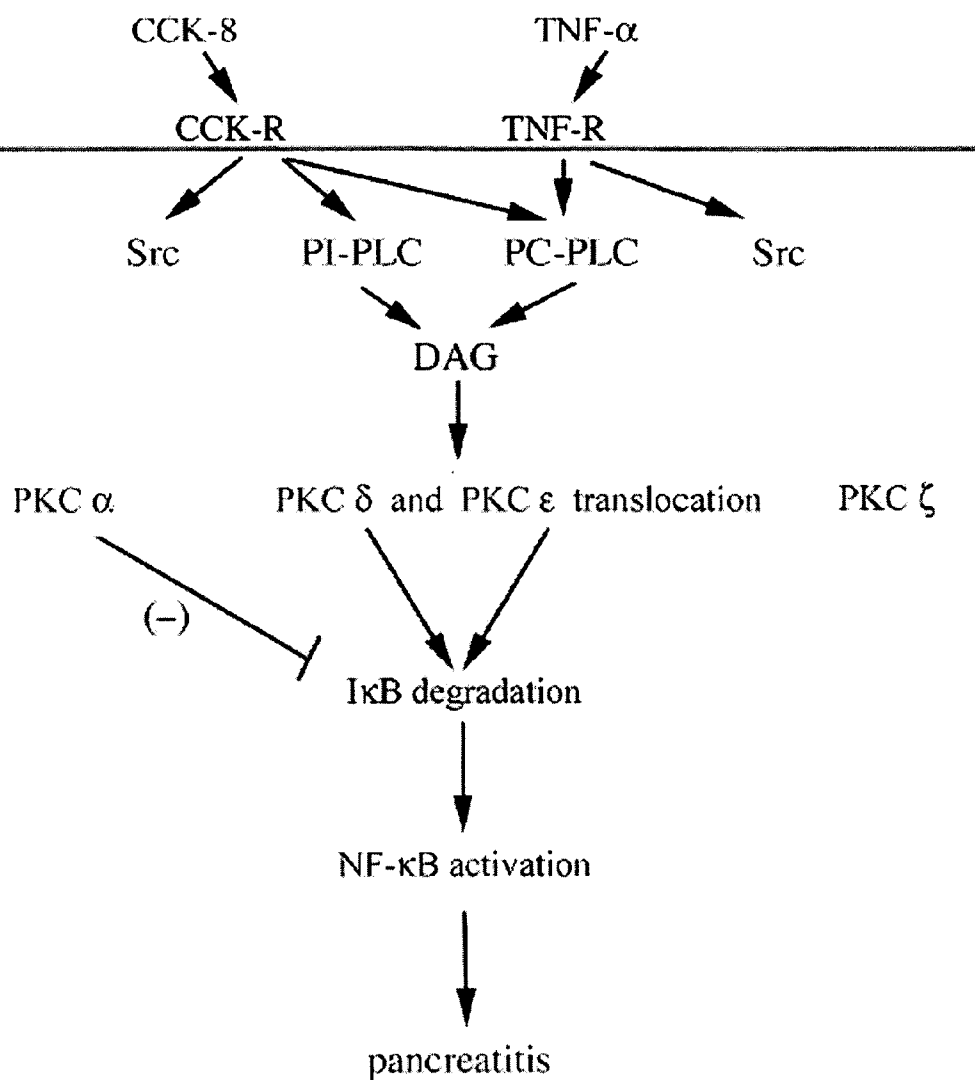 CCK-8 TNF-α
CCK-R TNF-R
Src PI-PLC PC-PLC Src
DAG
PKC α PKC δ and PKC ε translocation PKC ζ
(–)
IκB degradation
NF-κB activation
pancreatitis